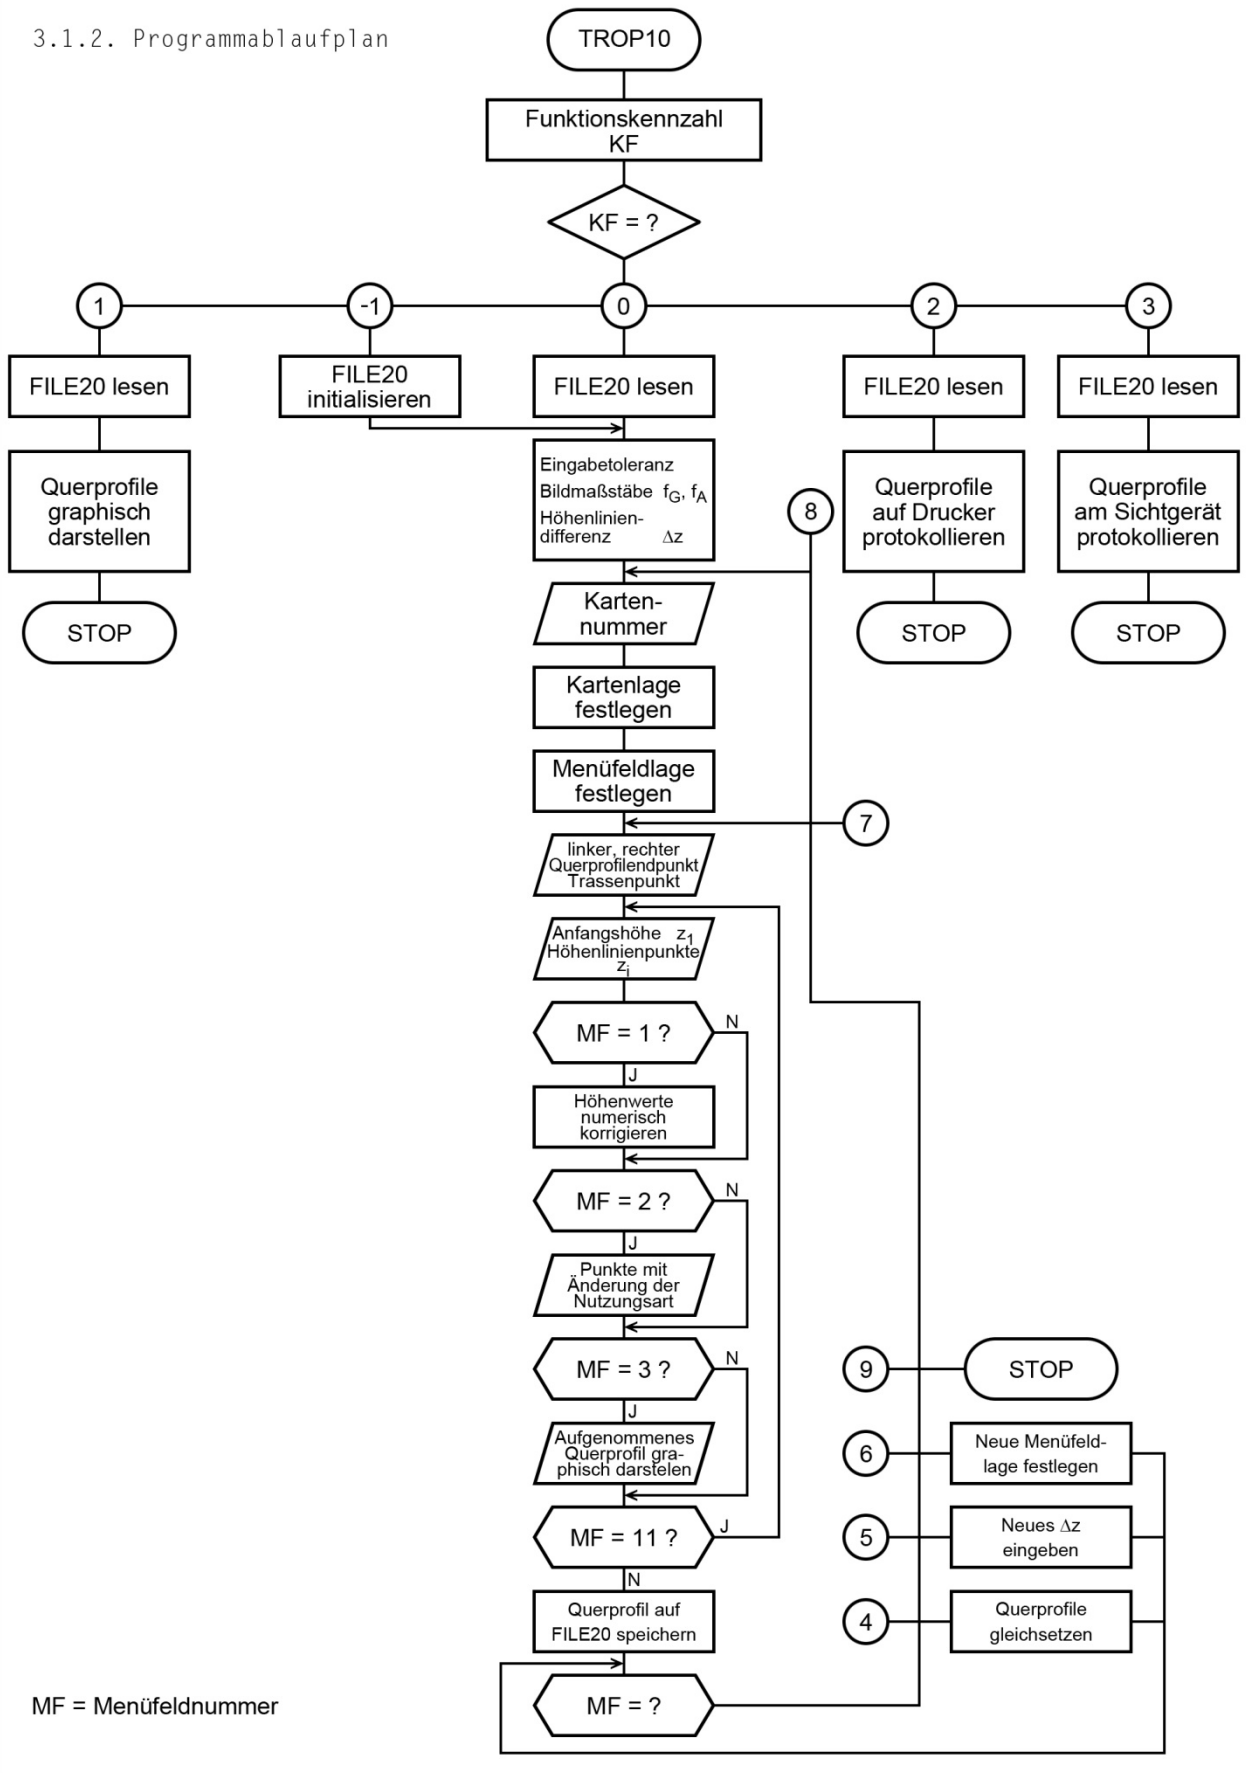 3.1.2. Programmablaufplan
TROP10
Funktionskennzahl
KF
KF = ?
1
-1
0
2
3
FILE20 lesen
FILE20
initialisieren
FILE20 lesen
FILE20 lesen
FILE20 lesen
Querprofile
graphisch
darstellen
STOP
Eingabetoleranz
Bildmaßstäbe fG, fA
Höhenlinien-
differenz Δz
8
Querprofile
auf Drucker
protokollieren
STOP
Querprofile
am Sichtgerät
protokollieren
STOP
Karten-
nummer
Kartenlage
festlegen
Menüfeldlage
festlegen
7
linker, rechter
Querprofilendpunkt
Trassenpunkt
Anfangshöhe z1
Höhenlinienpunkte
zi
MF = 1 ?
N
J
Höhenwerte
numerisch
korrigieren
MF = 2 ?
N
J
Punkte mit
Änderung der
Nutzungsart
MF = 3 ?
N
J
Aufgenommenes
Querprofil gra-
phisch darstelen
MF = 11 ?
J
N
Querprofil auf
FILE20 speichern
MF = ?
9
STOP
6
Neue Menüfeld-
lage festlegen
5
Neues Δz
eingeben
4
Querprofile
gleichsetzen
MF = Menüfeldnummer